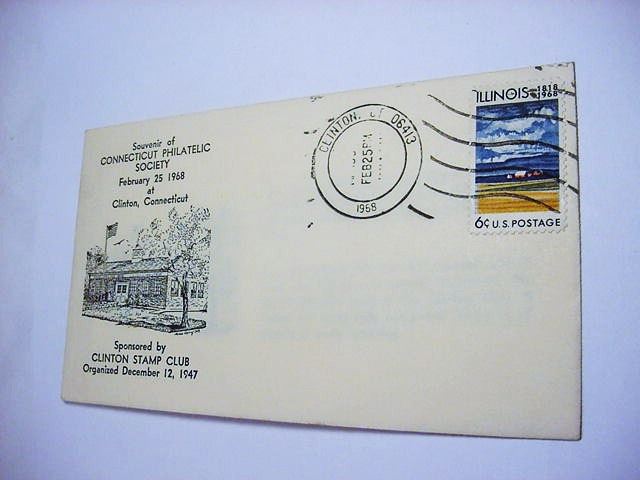 Souvenir of
CONNECTICUT PHILATELIC
SOCIETY
February 25 1968
at
Clinton, Connecticut
Sponsored by
CLINTON STAMP CLUB
Organized December 12, 1947
CLINTON, CT 06413
FEB 25 PM
1968
ILLINOIS 1818
1968
6¢ U.S. POSTAGE